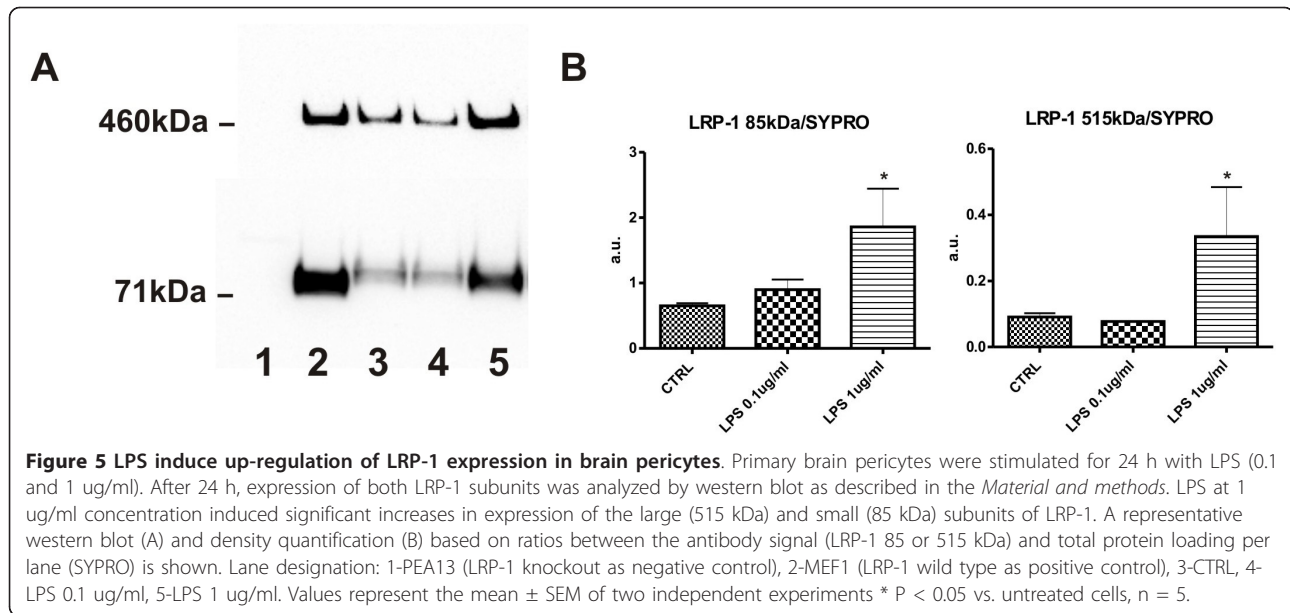 A
460kDa –
71kDa –
1 2 3 4 5
B
LRP-1 85kDa/SYPRO
3
2
1
0
a.u.
*
CTRL
LPS 0.1ug/ml
LPS 1ug/ml
LRP-1 515kDa/SYPRO
0.6
0.4
0.2
0.0
a.u.
*
CTRL
LPS 0.1ug/ml
LPS 1ug/ml
Figure 5 LPS induce up-regulation of LRP-1 expression in brain pericytes. Primary brain pericytes were stimulated for 24 h with LPS (0.1
and 1 ug/ml). After 24 h, expression of both LRP-1 subunits was analyzed by western blot as described in the Material and methods. LPS at 1
ug/ml concentration induced significant increases in expression of the large (515 kDa) and small (85 kDa) subunits of LRP-1. A representative
western blot (A) and density quantification (B) based on ratios between the antibody signal (LRP-1 85 or 515 kDa) and total protein loading per
lane (SYPRO) is shown. Lane designation: 1-PEA13 (LRP-1 knockout as negative control), 2-MEF1 (LRP-1 wild type as positive control), 3-CTRL, 4-
LPS 0.1 ug/ml, 5-LPS 1 ug/ml. Values represent the mean ± SEM of two independent experiments * P < 0.05 vs. untreated cells, n = 5.